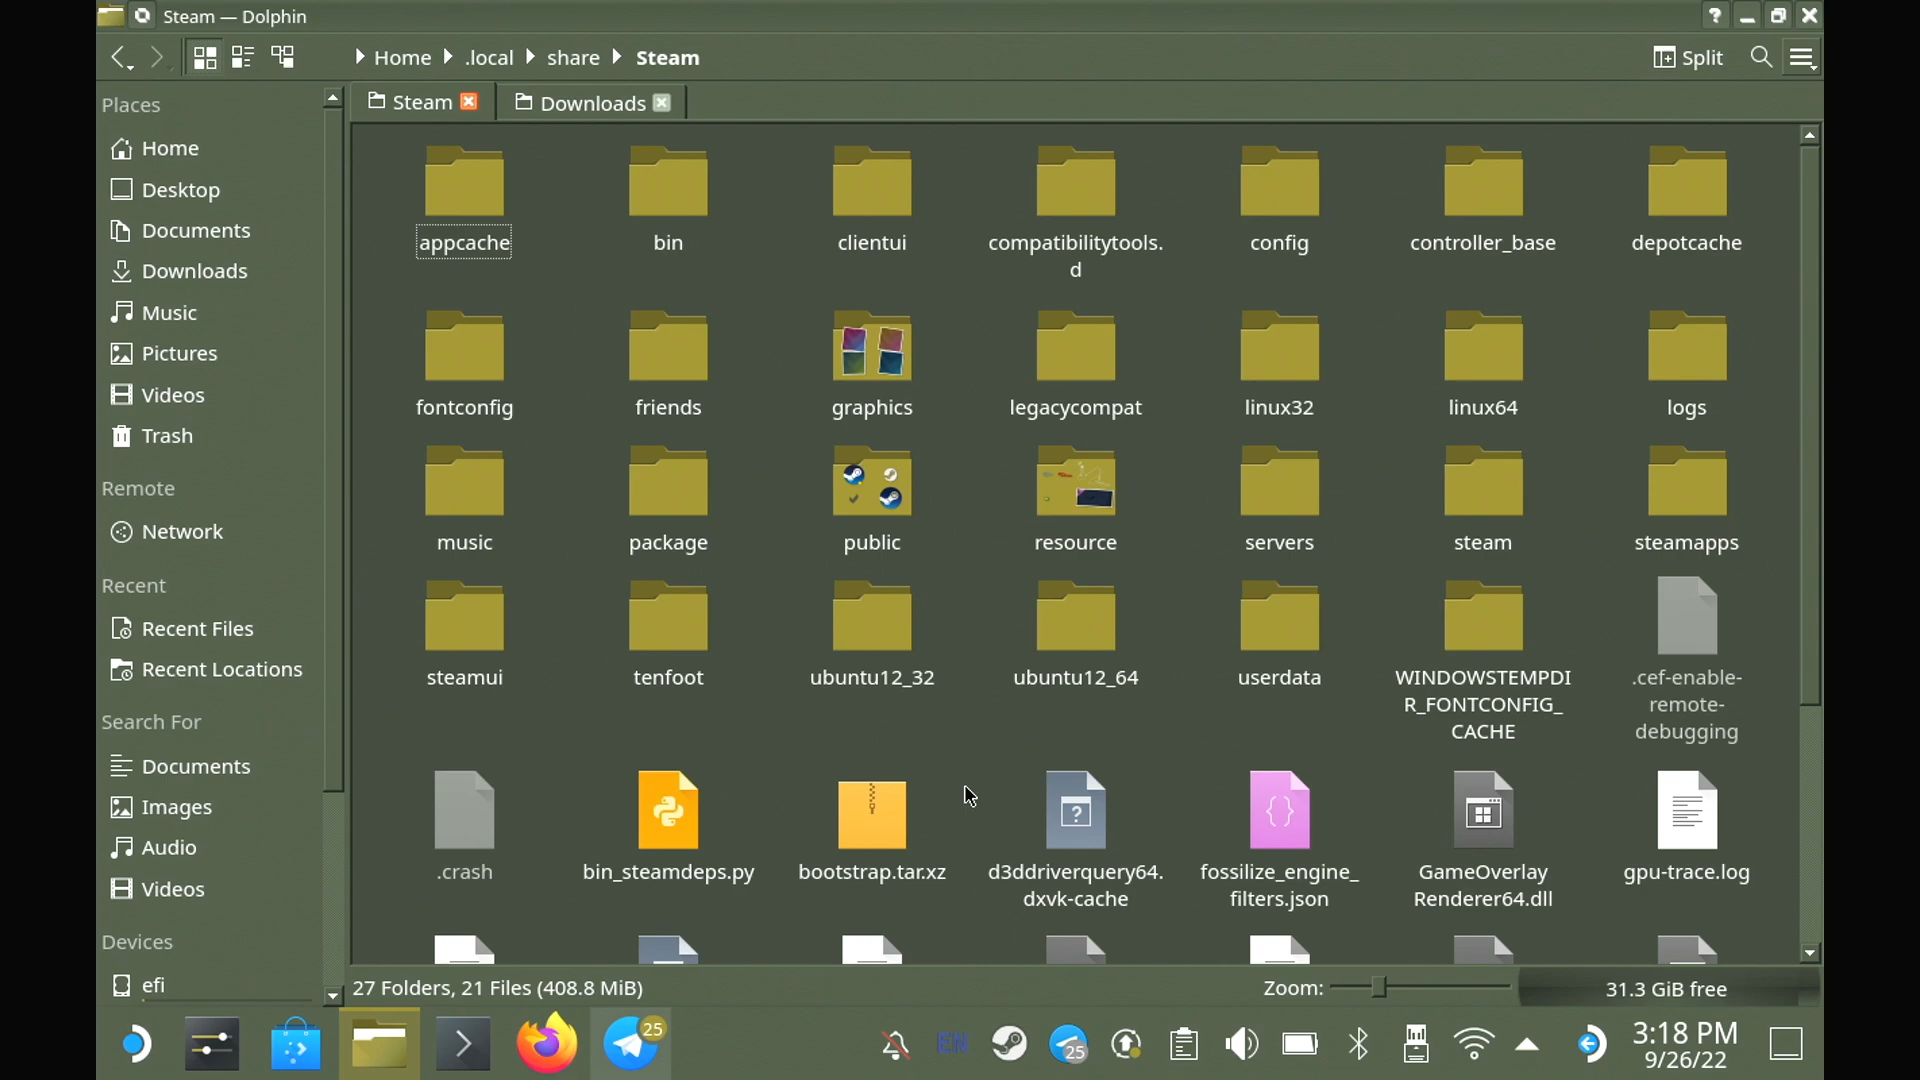 Steam — Dolphin
Home
.local
share
Steam
Split
Places
Home
Desktop
Documents
Downloads
Music
Pictures
Videos
Trash
Remote
Network
Recent
Recent Files
Recent Locations
Search For
Documents
Images
Audio
Videos
Devices
efi
Steam
Downloads
appcache
bin
clientui
compatibilitytools.
d
config
controller_base
depotcache
fontconfig
friends
graphics
legacycompat
linux32
linux64
logs
music
package
public
resource
servers
steam
steamapps
steamui
tenfoot
ubuntu12_32
ubuntu12_64
userdata
WINDOWSTEMPDI
R_FONTCONFIG_
CACHE
.cef-enable-
remote-
debugging
.crash
bin_steamdeps.py
bootstrap.tar.xz
d3ddriverquery64.
dxvk-cache
fossilize_engine_
filters.json
GameOverlay
Renderer64.dll
gpu-trace.log
27 Folders, 21 Files (408.8 MiB)
Zoom:
31.3 GiB free
25
EN
25
3:18 PM
9/26/22